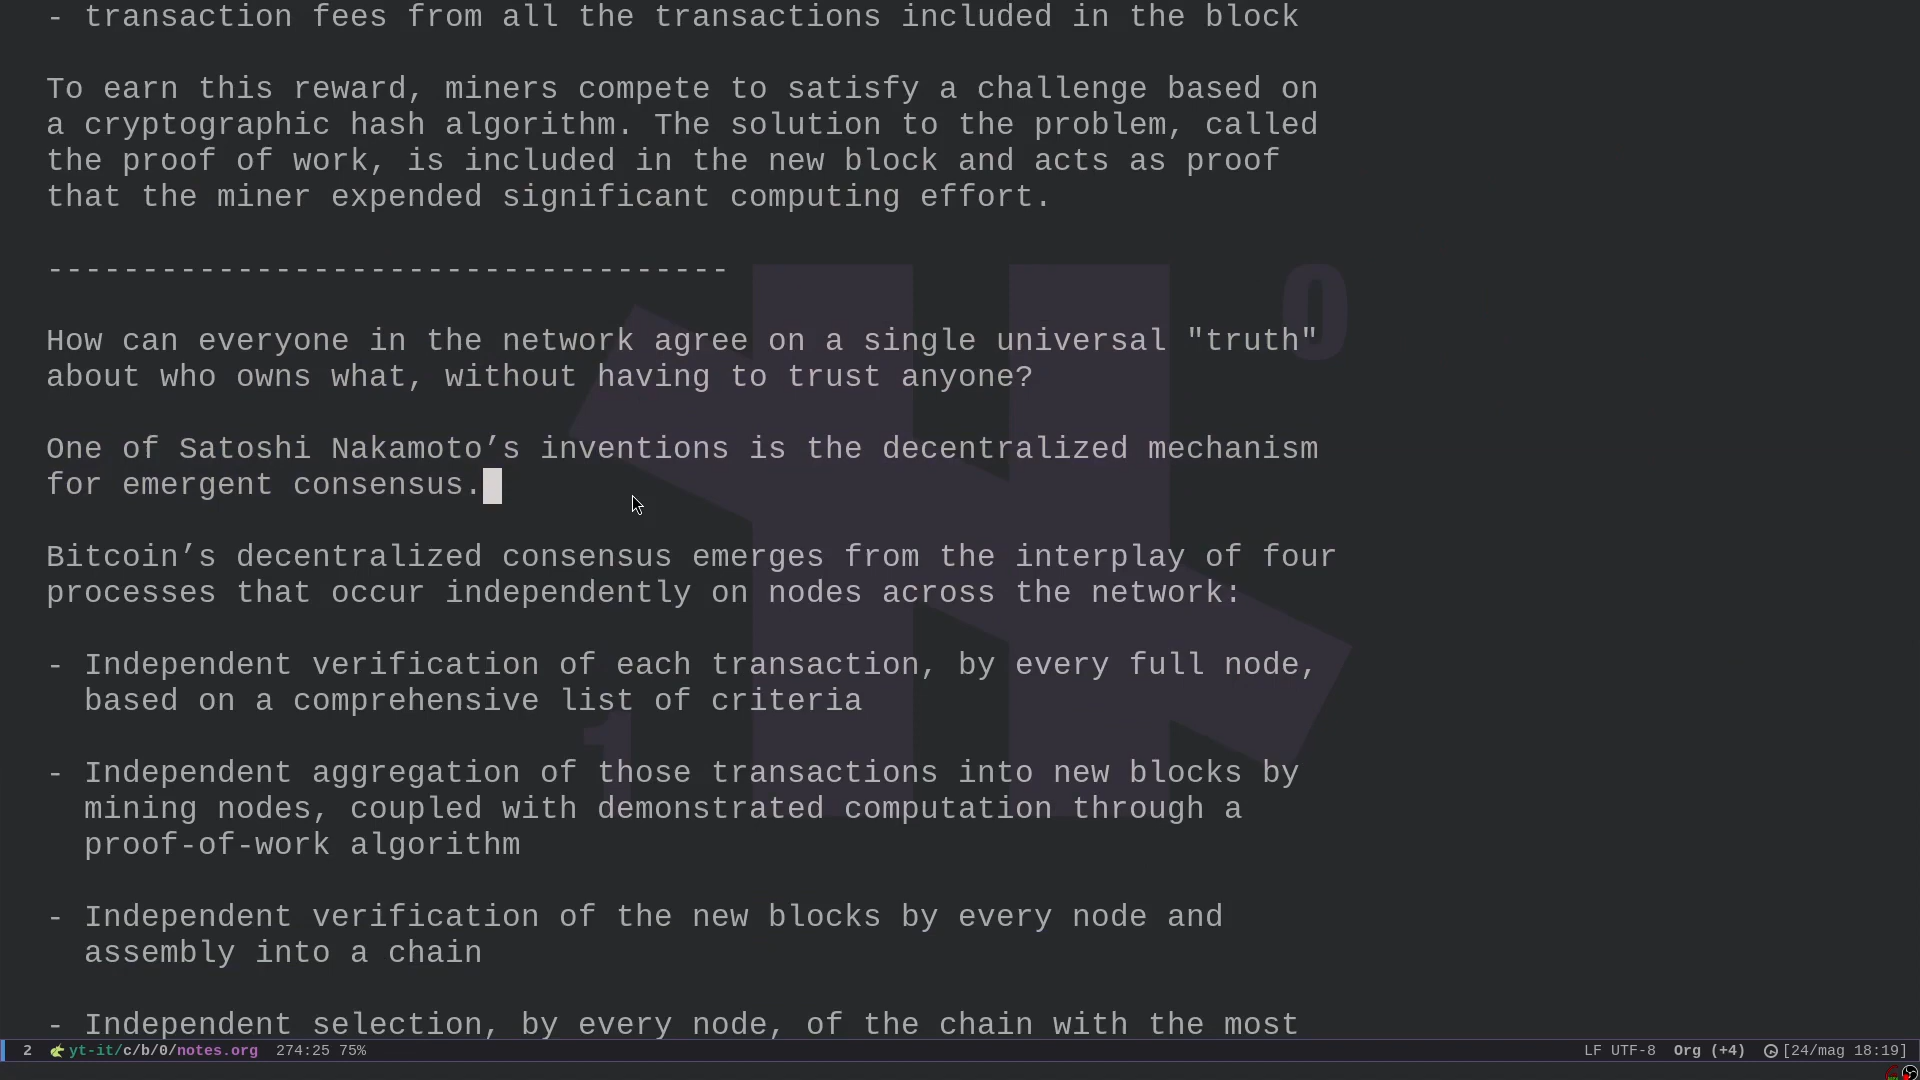 - transaction fees from all the transactions included in the block
To earn this reward, miners compete to satisfy a challenge based on
a cryptographic hash algorithm. The solution to the problem, called
the proof of work, is included in the new block and acts as proof
that the miner expended significant computing effort.
------------------------------------
How can everyone in the network agree on a single universal "truth"
about who owns what, without having to trust anyone?
One of Satoshi Nakamoto’s inventions is the decentralized mechanism
for emergent consensus.
Bitcoin’s decentralized consensus emerges from the interplay of four
processes that occur independently on nodes across the network:
- Independent verification of each transaction, by every full node,
based on a comprehensive list of criteria
- Independent aggregation of those transactions into new blocks by
mining nodes, coupled with demonstrated computation through a
proof-of-work algorithm
- Independent verification of the new blocks by every node and
assembly into a chain
- Independent selection, by every node, of the chain with the most
2 yt-it/c/b/0/notes.org 274:25 75% LF UTF-8 Org (+4) [24/mag 18:19]
0
1